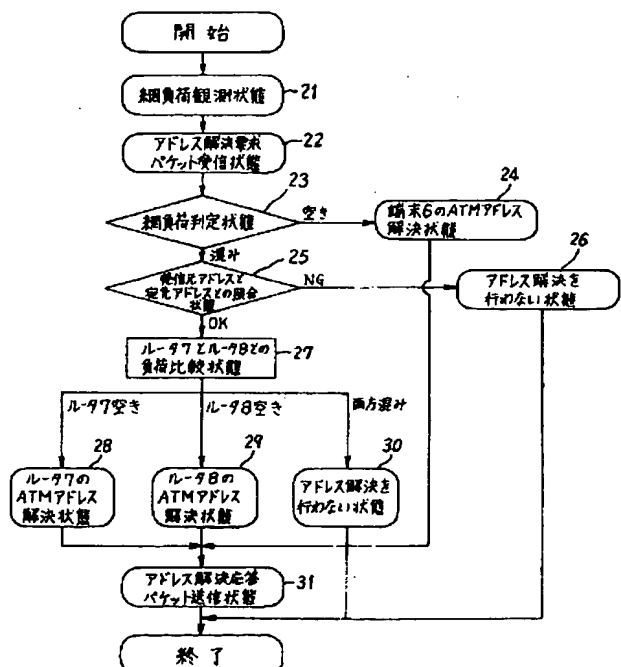 開始
網負荷観測状態
21
アドレス解決要求
パケット受信状態
22
網負荷判定状態
23
空き
24
端末6のATMアドレス
解決状態
混み
25
発信元アドレスと
宛先アドレスとの照合
状態
NG
26
アドレス解決を
行わない状態
OK
ルータ7とルータ8との
負荷比較状態
27
ルータ7空き
ルータ8空き
両方混み
28
ルータ7の
ATMアドレス
解決状態
29
ルータ8の
ATMアドレス
解決状態
30
アドレス解決を
行わない状態
アドレス解決応答
パケット送信状態
31
終了